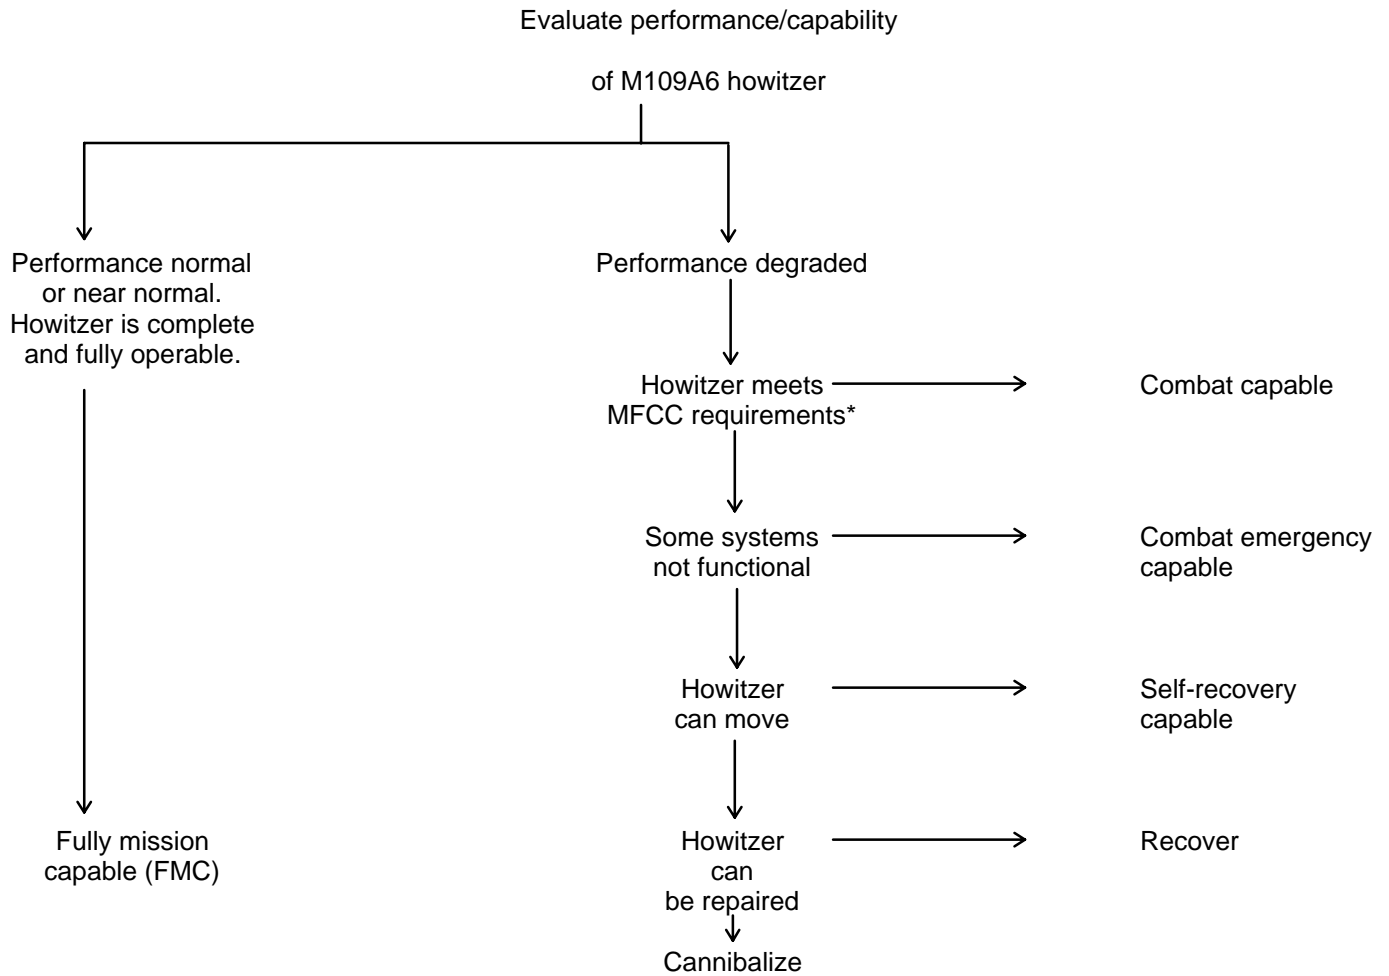 Evaluate performance/capability
of M109A6 howitzer
Performance normal
or near normal.
Howitzer is complete
and fully operable.
Performance degraded
Howitzer meets
MFCC requirements*
Combat capable
Some systems
not functional
Combat emergency
capable
Howitzer
can move
Self-recovery
capable
Fully mission
capable (FMC)
Howitzer
can
be repaired
Recover
Cannibalize